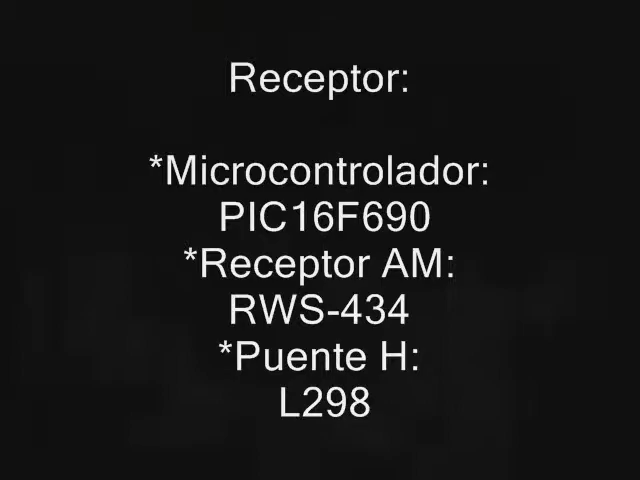 Receptor:
*Microcontrolador:
PIC16F690
*Receptor AM:
RWS-434
*Puente H:
L298